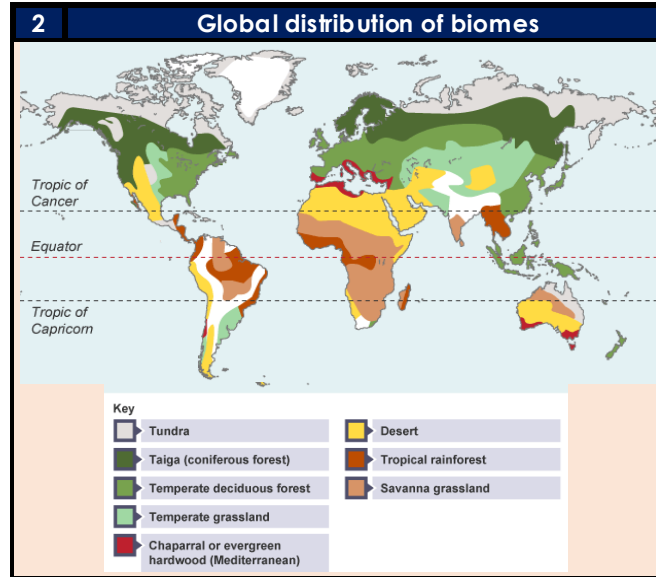 2 Global distribution of biomes
Tropic of
Cancer
Equator
Tropic of
Capricorn
Key
Tundra
Desert
Taiga (coniferous forest)
Tropical rainforest
Temperate deciduous forest
Savanna grassland
Temperate grassland
Chaparral or evergreen
hardwood (Mediterranean)